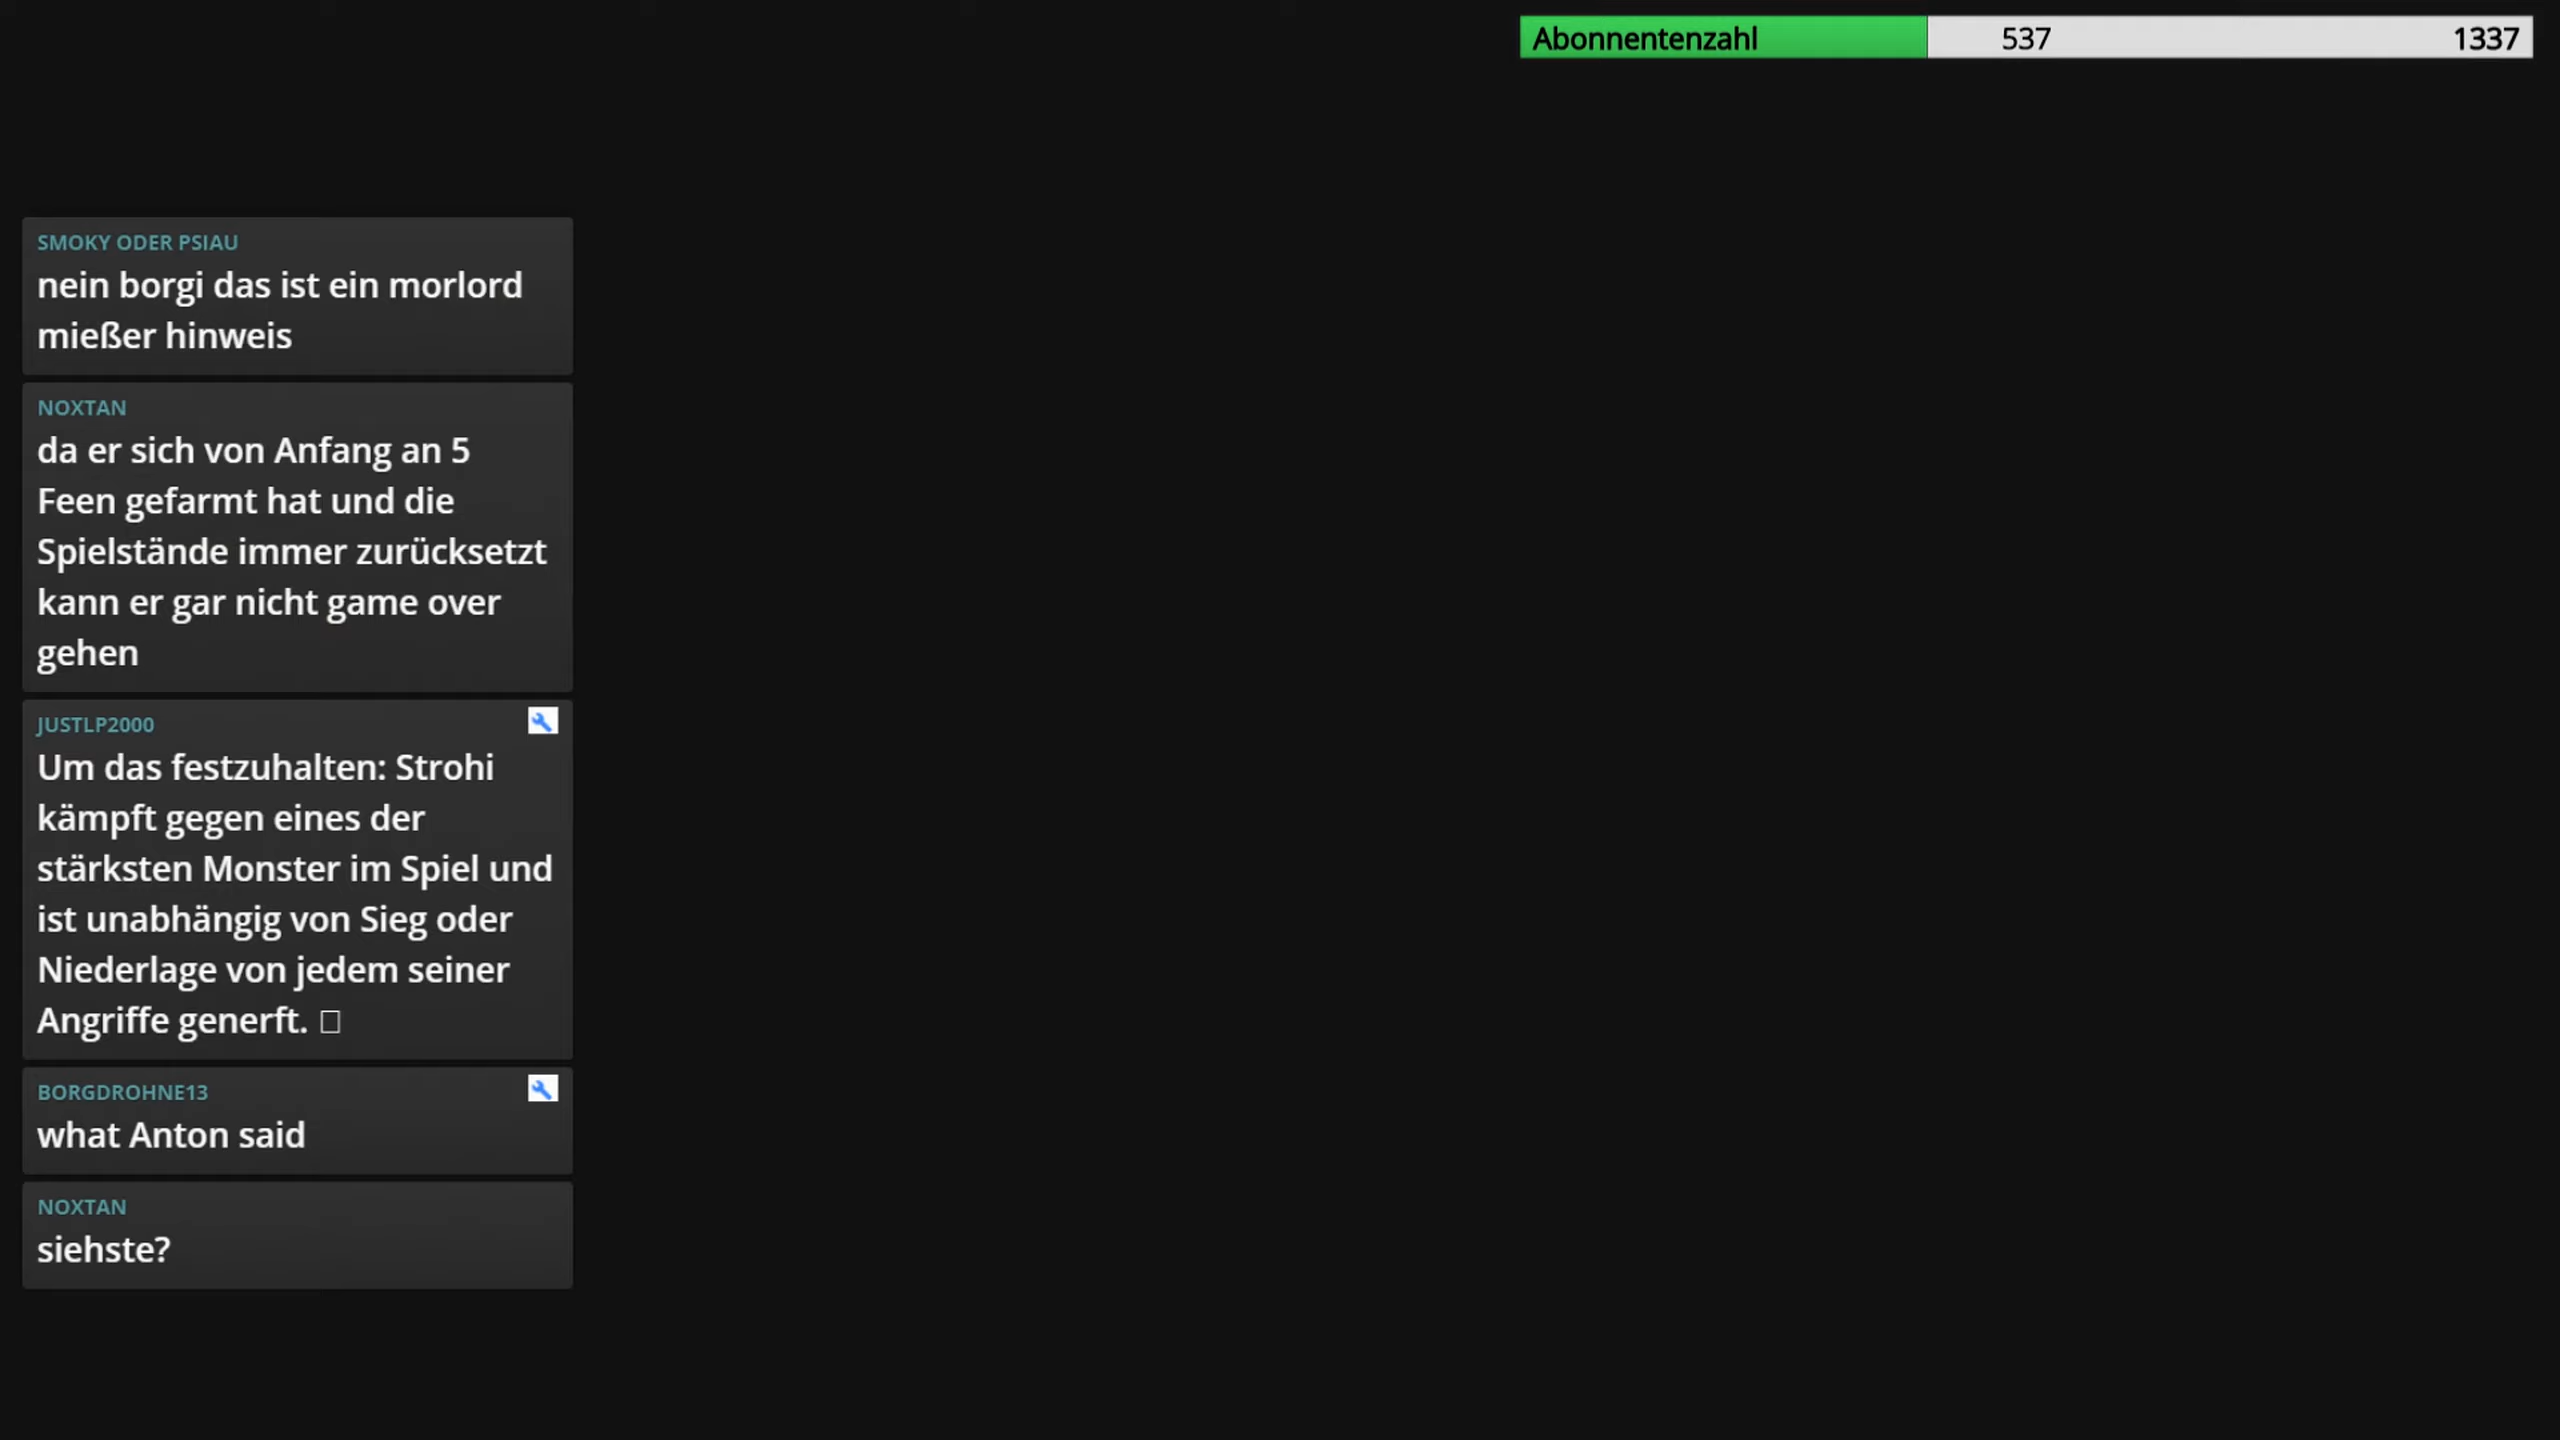 Abonnentenzahl 537 1337
SMOKY ODER PSIAU
nein borgi das ist ein morlord
mießer hinweis
NOXTAN
da er sich von Anfang an 5
Feen gefarmt hat und die
Spielstände immer zurücksetzt
kann er gar nicht game over
gehen
JUSTLP2000
Um das festzuhalten: Strohi
kämpft gegen eines der
stärksten Monster im Spiel und
ist unabhängig von Sieg oder
Niederlage von jedem seiner
Angriffe generft. □
BORGDROHNE13
what Anton said
NOXTAN
siehste?